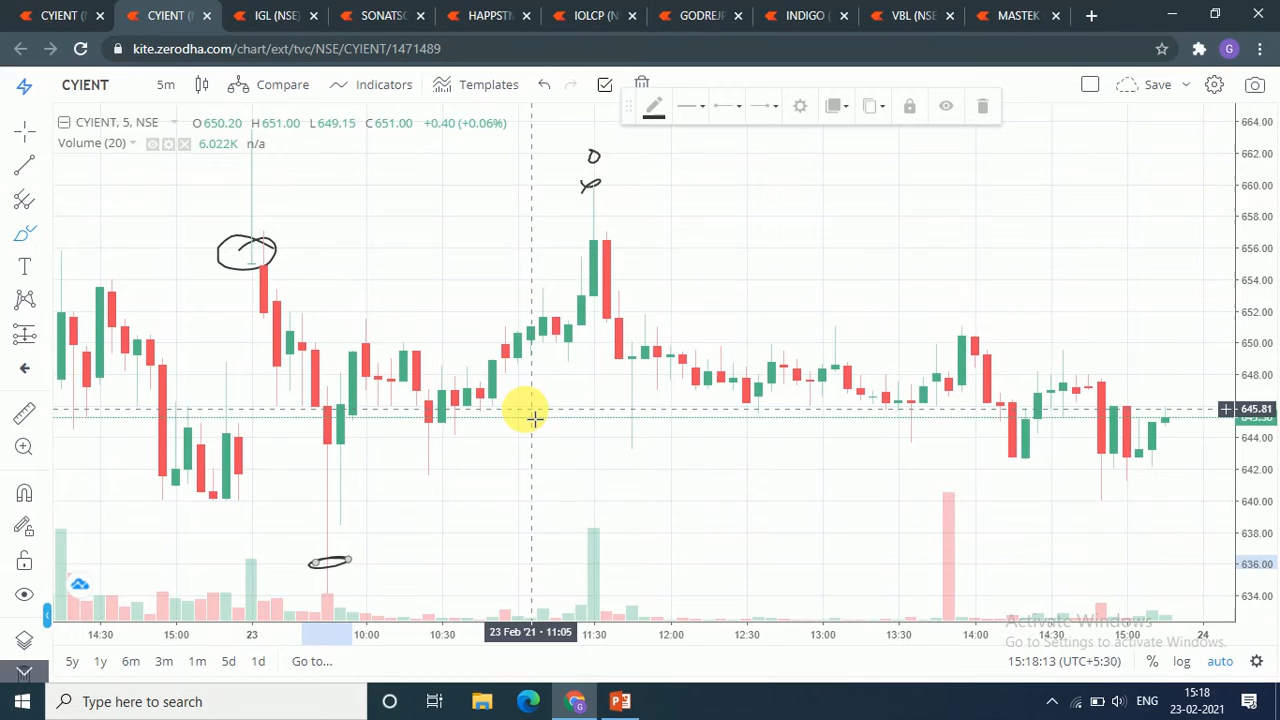 CYIENT (I
CYIENT (I
IGL (NSE)
SONATSO
HAPPSTM
IOLCP (N
GODREJP
INDIGO (
VBL (NSE
MASTEK
kite.zerodha.com/chart/ext/tvc/NSE/CYIENT/1471489
G
CYIENT
5m
Compare
Indicators
Templates
Save
CYIENT, 5, NSE
O 650.20 H 651.00 L 649.15 C 651.00 +0.40 (+0.06%)
Volume (20)
6.022K n/a
664.00
662.00
660.00
658.00
656.00
654.00
652.00
650.00
648.00
645.81
644.00
642.00
640.00
638.00
636.00
634.00
14:30 15:00 23 10:00 10:30 23 Feb '21 · 11:05 11:30 12:00 12:30 13:00 13:30 14:00 14:30 15:00 24
Activate Windows
Go to Settings to activate Windows.
5y 1y 6m 3m 1m 5d 1d Go to... 15:18:13 (UTC+5:30) % log auto
Type here to search
ENG
15:18
23-02-2021